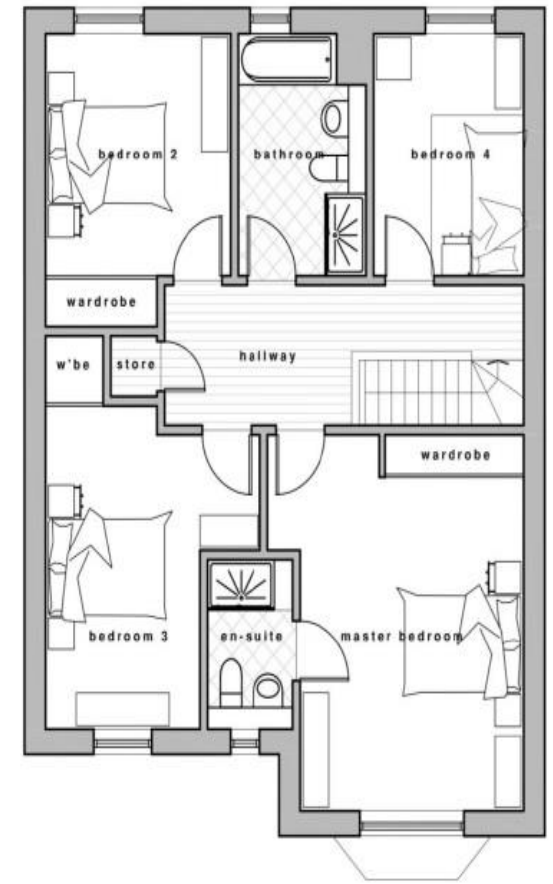 bedroom 2
bathroom
bedroom 4
wardrobe
w'be
store
hallway
wardrobe
bedroom 3
en-suite
master bedroom